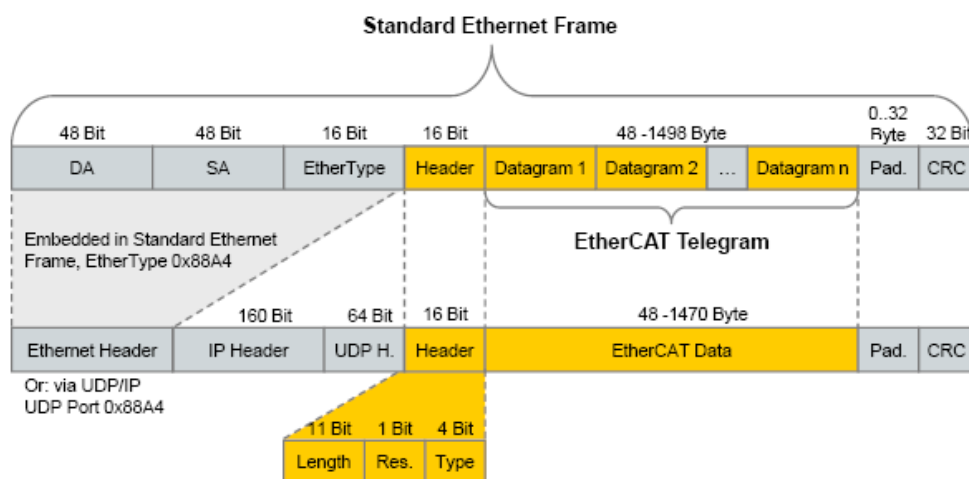 Standard Ethernet Frame
48 Bit 48 Bit 16 Bit 16 Bit 48 -1498 Byte 0..32 Byte 32 Bit
DA SA EtherType Header Datagram 1 Datagram 2 ... Datagram n Pad. CRC
Embedded in Standard Ethernet
Frame, EtherType 0x88A4
EtherCAT Telegram
160 Bit 64 Bit 16 Bit 48 -1470 Byte
Ethernet Header IP Header UDP H. Header EtherCAT Data Pad. CRC
Or: via UDP/IP
UDP Port 0x88A4
11 Bit 1 Bit 4 Bit
Length Res. Type